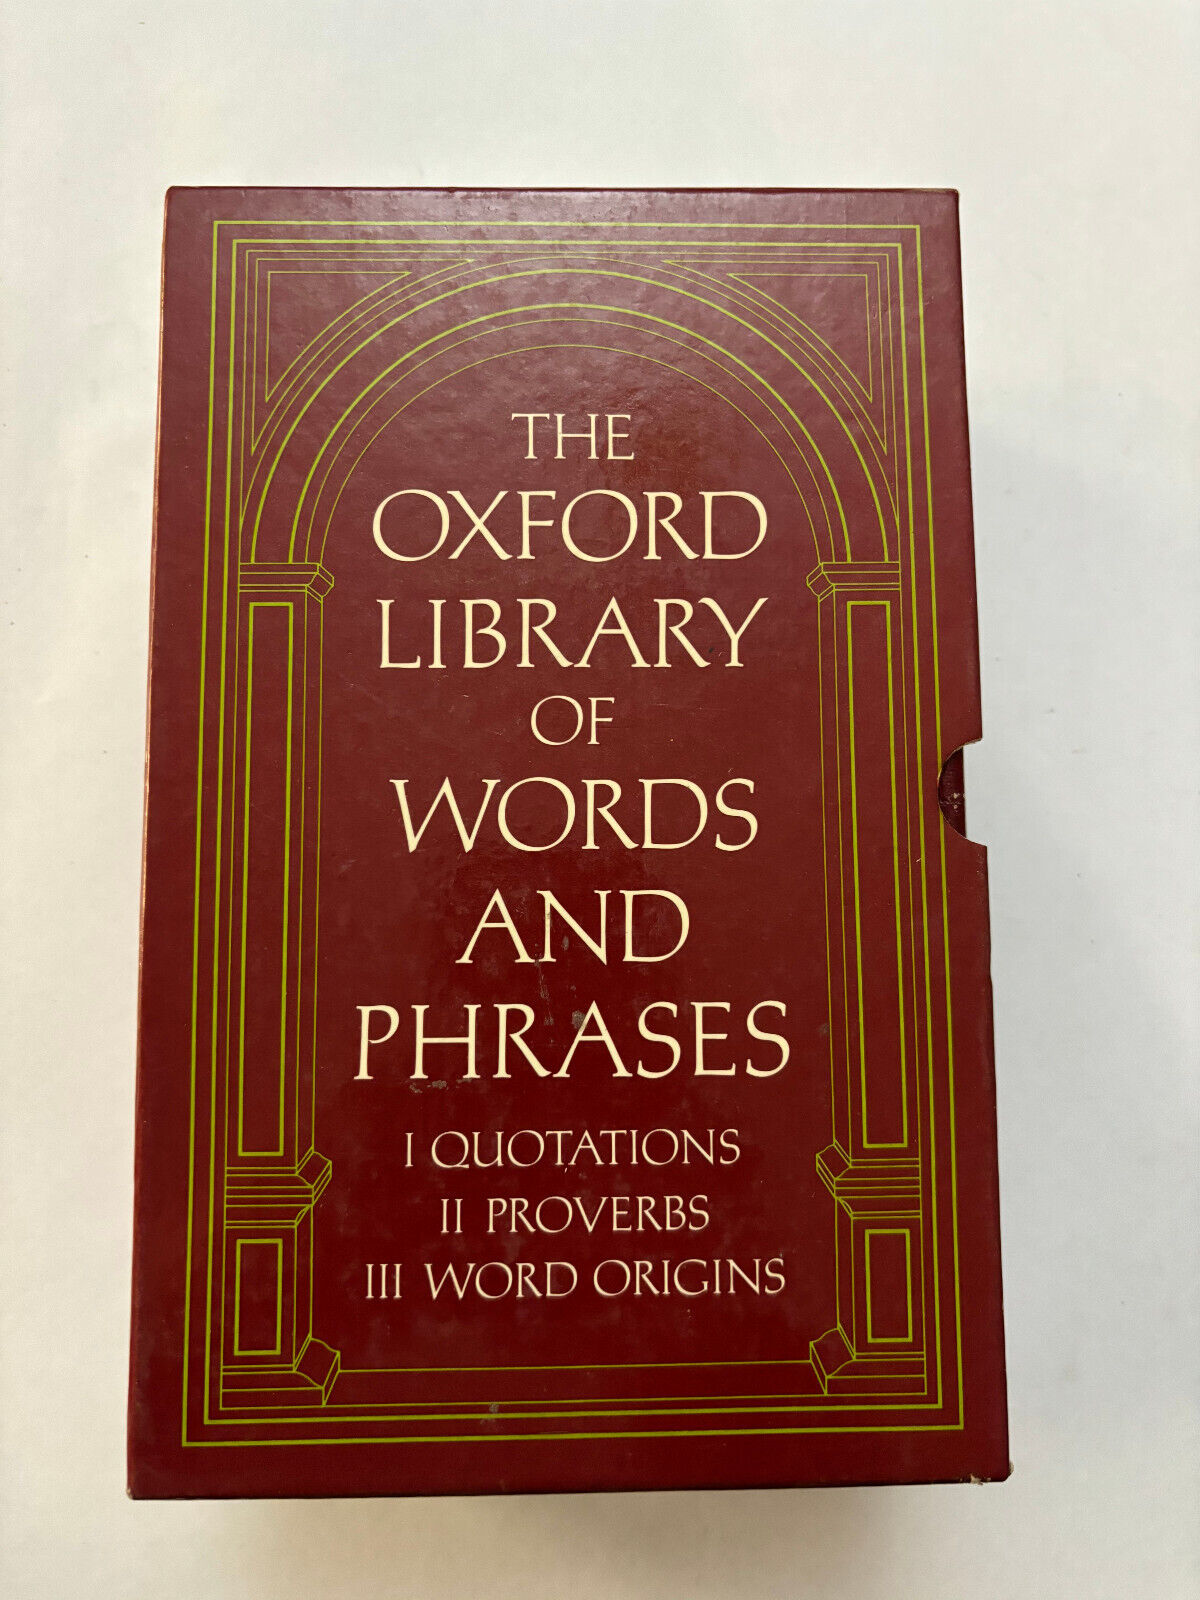 THE
OXFORD
LIBRARY
OF
WORDS
AND
PHRASES
I QUOTATIONS
II PROVERBS
III WORD ORIGINS